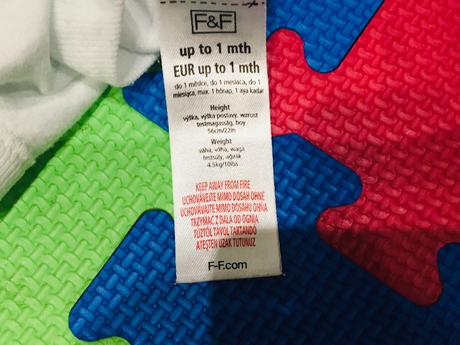 F&F
up to 1 mth
EUR up to 1 mth
do 1 měsíce, do 1 mesiaca, do 1
miesiąca, max. 1 hónap, 1 aya kadar
Height
výška, výška postavy, wzrost
testmagasság, boy
56cm/22in
Weight
váha, váha, waga
testsúly, ağırlık
4.5kg/10lbs
KEEP AWAY FROM FIRE
UCHOVÁVEJTE MIMO DOSAH OHNĚ
UCHOVÁVAJTE MIMO DOSAHU OHŇA
TRZYMAĆ Z DALA OD OGNIA
TŰZTŐL TÁVOL TARTANDÓ
ATEŞTEN UZAK TUTUNUZ
F-F.com